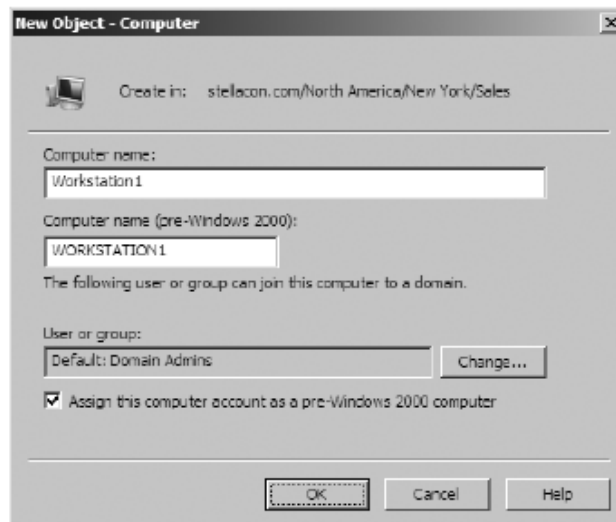 New Object - Computer
Create in: stellacon.com/North America/New York/Sales
Computer name:
Workstation1
Computer name (pre-Windows 2000):
WORKSTATION1
The following user or group can join this computer to a domain.
User or group:
Default: Domain Admins
Change...
Assign this computer account as a pre-Windows 2000 computer
OK Cancel Help